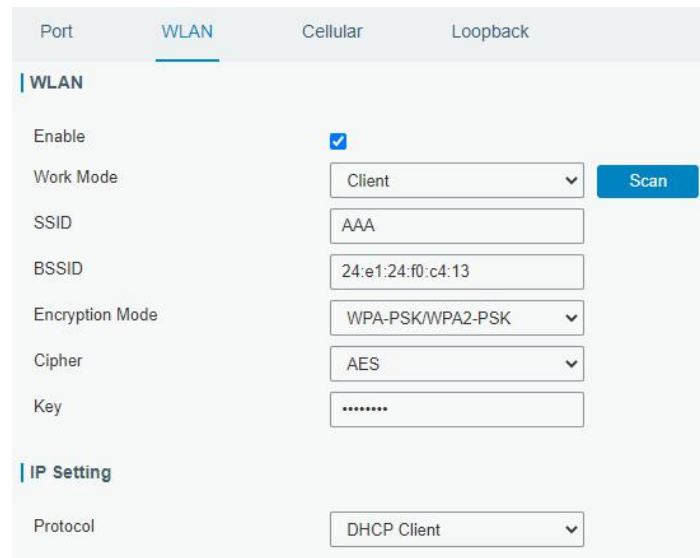 Port WLAN Cellular Loopback
WLAN
Enable
Work Mode Client Scan
SSID AAA
BSSID 24:e1:24:f0:c4:13
Encryption Mode WPA-PSK/WPA2-PSK
Cipher AES
Key ••••••••
IP Setting
Protocol DHCP Client